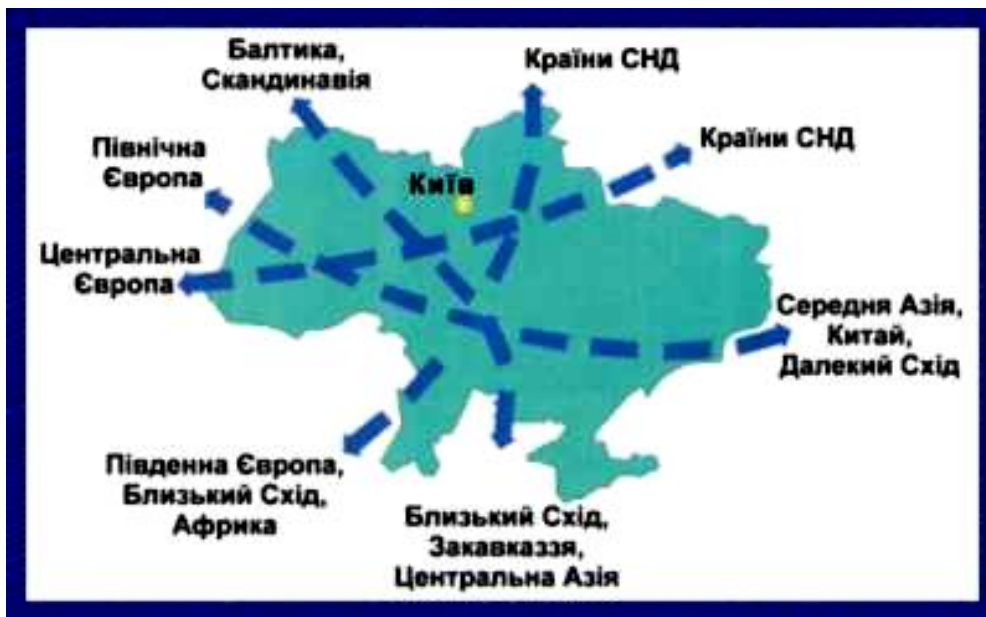 Балтика,
Скандинавія
Країни СНД
Країни СНД
Північна
Європа
Київ
Центральна
Європа
Середня Азія,
Китай,
Далекий Схід
Південна Європа,
Близький Схід,
Африка
Близький Схід,
Закавказзя,
Центральна Азія